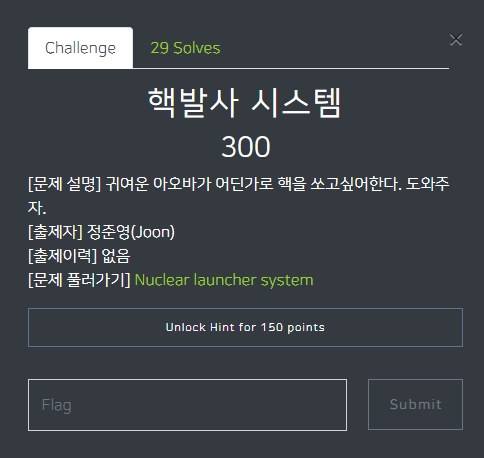 Challenge
29 Solves
×
핵발사 시스템
300
[문제 설명] 귀여운 아오바가 어딘가로 핵을 쏘고싶어한다. 도와주
자.
[출제자] 정준영(Joon)
[출제이력] 없음
[문제 풀러가기] Nuclear launcher system
Unlock Hint for 150 points
Flag
Submit